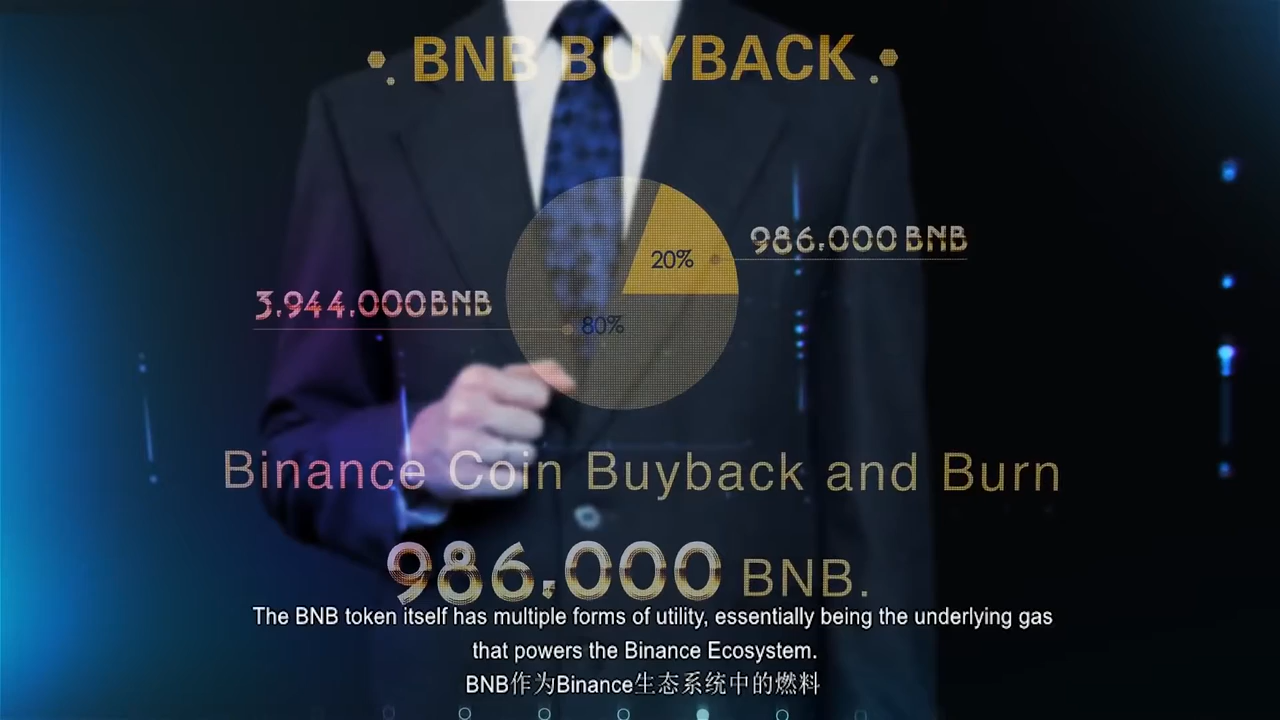 BNB BUYBACK
20%
986.000 BNB
3.944.000 BNB
80%
Binance Coin Buyback and Burn
986.000 BNB.
The BNB token itself has multiple forms of utility, essentially being the underlying gas
that powers the Binance Ecosystem.
BNB作为Binance生态系统中的燃料